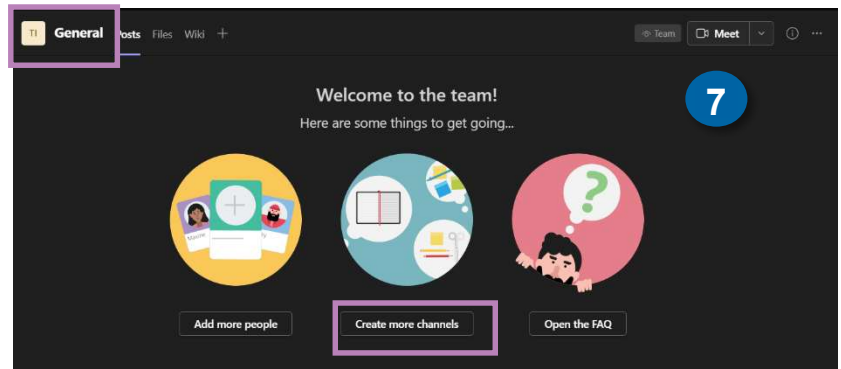 TI General Posts Files Wiki + Team Meet
7
Welcome to the team!
Here are some things to get going...
Maxine
Add more people Create more channels Open the FAQ